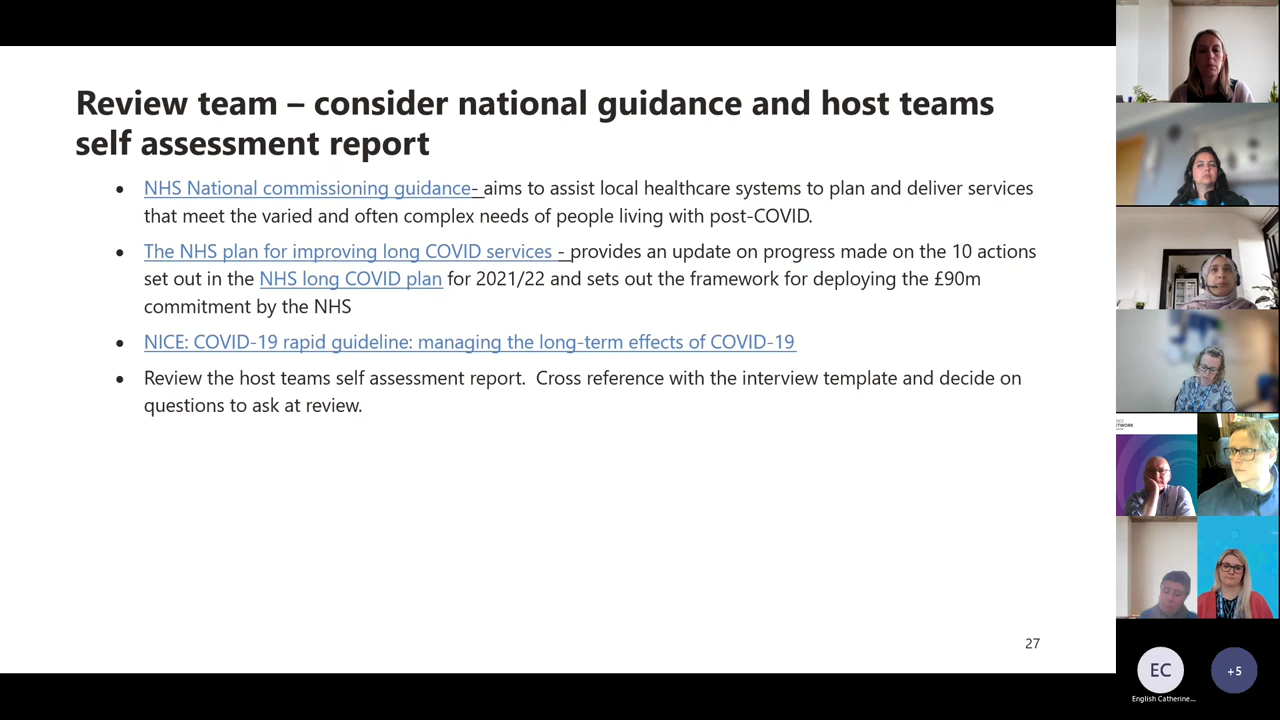 Review team – consider national guidance and host teams
self assessment report
• NHS National commissioning guidance- aims to assist local healthcare systems to plan and deliver services
that meet the varied and often complex needs of people living with post-COVID.
• The NHS plan for improving long COVID services - provides an update on progress made on the 10 actions
set out in the NHS long COVID plan for 2021/22 and sets out the framework for deploying the £90m
commitment by the NHS
• NICE: COVID-19 rapid guideline: managing the long-term effects of COVID-19
• Review the host teams self assessment report.  Cross reference with the interview template and decide on
questions to ask at review.
27
EC
+5
English Catherine...